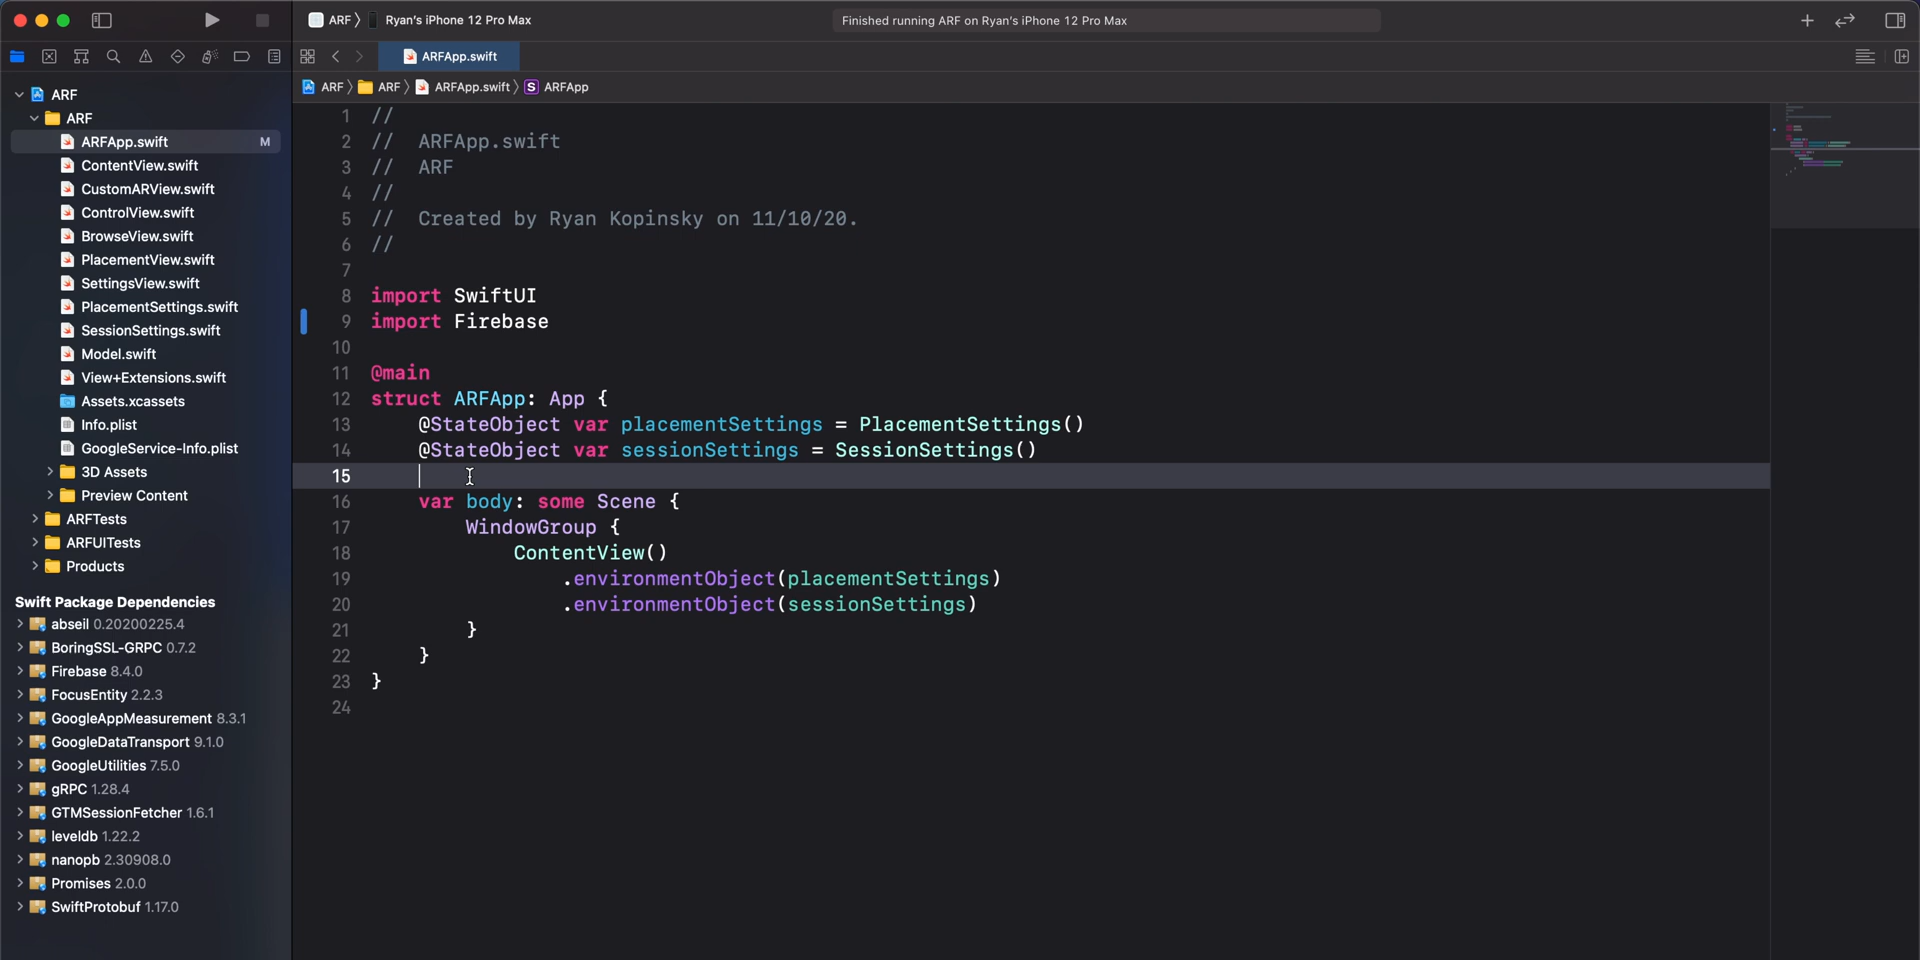 ARF
Ryan's iPhone 12 Pro Max
Finished running ARF on Ryan's iPhone 12 Pro Max
ARFApp.swift
ARF
ARF
ARFApp.swift
ARFApp
ARF
ARF
ARFApp.swift M
ContentView.swift
CustomARView.swift
ControlView.swift
BrowseView.swift
PlacementView.swift
SettingsView.swift
PlacementSettings.swift
SessionSettings.swift
Model.swift
View+Extensions.swift
Assets.xcassets
Info.plist
GoogleService-Info.plist
3D Assets
Preview Content
ARFTests
ARFUITests
Products
Swift Package Dependencies
abseil 0.20200225.4
BoringSSL-GRPC 0.7.2
Firebase 8.4.0
FocusEntity 2.2.3
GoogleAppMeasurement 8.3.1
GoogleDataTransport 9.1.0
GoogleUtilities 7.5.0
gRPC 1.28.4
GTMSessionFetcher 1.6.1
leveldb 1.22.2
nanopb 2.30908.0
Promises 2.0.0
SwiftProtobuf 1.17.0
1 //
2 // ARFApp.swift
3 // ARF
4 //
5 // Created by Ryan Kopinsky on 11/10/20.
6 //
7
8 import SwiftUI
9 import Firebase
10
11 @main
12 struct ARFApp: App {
13 @StateObject var placementSettings = PlacementSettings()
14 @StateObject var sessionSettings = SessionSettings()
15
16 var body: some Scene {
17 WindowGroup {
18 ContentView()
19 .environmentObject(placementSettings)
20 .environmentObject(sessionSettings)
21 }
22 }
23 }
24